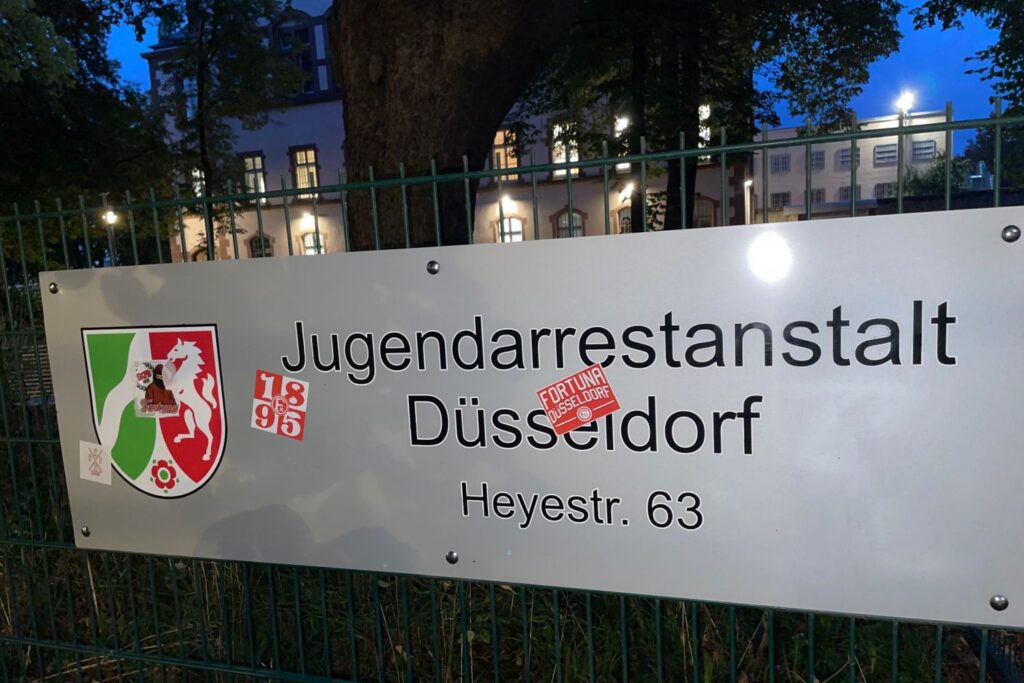 Jugendarrestanstalt
Düsseldorf
Heyestr. 63
18
95
FORTUNA
DÜSSELDORF